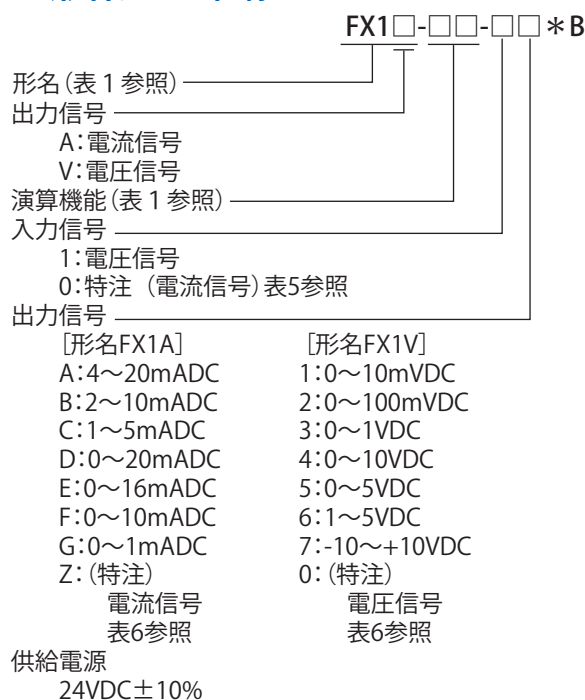 FX1□-□□-□□＊B
形名(表1参照)
出力信号
A:電流信号
V:電圧信号
演算機能(表1参照)
入力信号
1:電圧信号
0:特注（電流信号)表5参照
出力信号
[形名FX1A] [形名FX1V]
A:4～20mADC 1:0～10mVDC
B:2～10mADC 2:0～100mVDC
C:1～5mADC 3:0～1VDC
D:0～20mADC 4:0～10VDC
E:0～16mADC 5:0～5VDC
F:0～10mADC 6:1～5VDC
G:0～1mADC 7:-10～+10VDC
Z:(特注) 0:(特注)
電流信号 電圧信号
表6参照 表6参照
供給電源
24VDC±10%